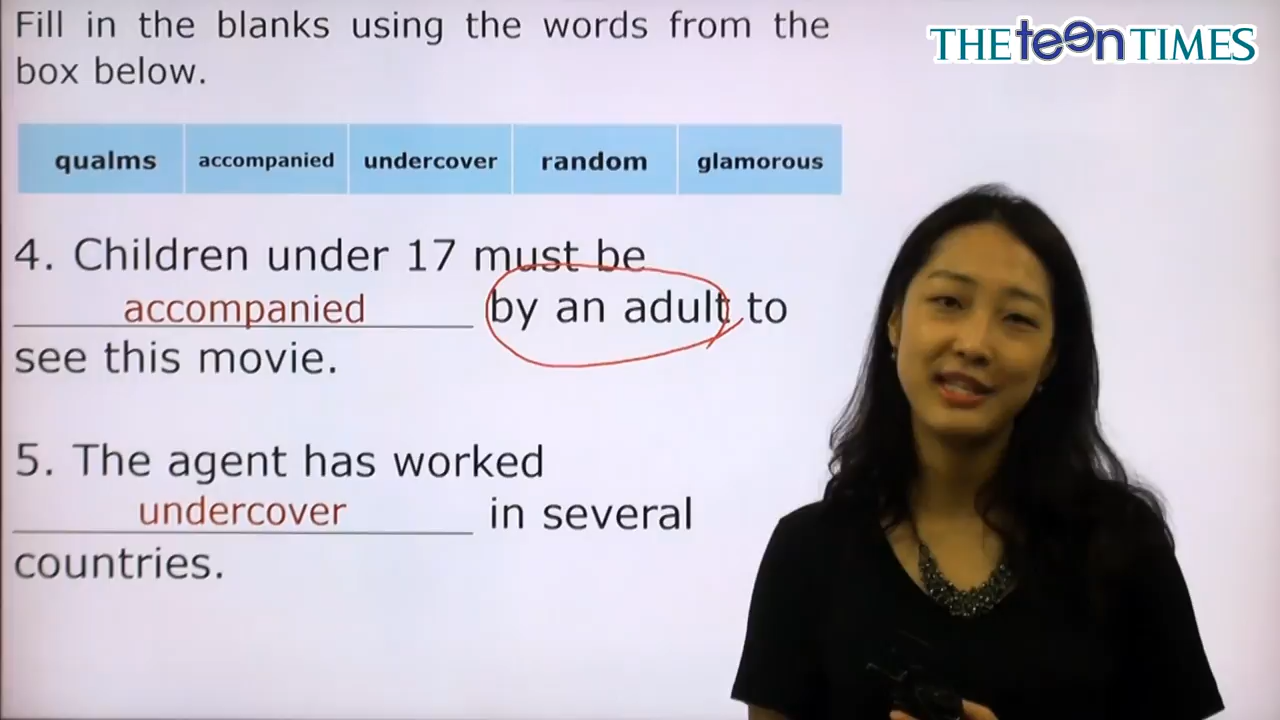 Fill in the blanks using the words from the
box below.
THE teen TIMES
qualms accompanied undercover random glamorous
4. Children under 17 must be
accompanied by an adult to
see this movie.
5. The agent has worked
undercover in several
countries.